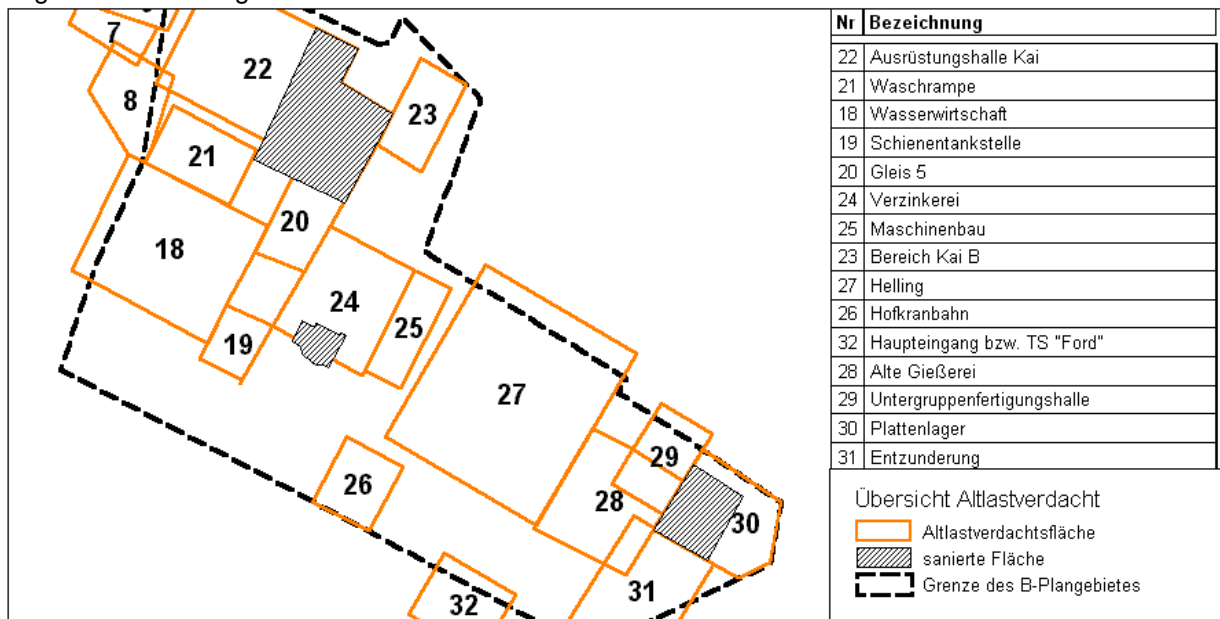 7
8
22
23
21
20
18
24
25
19
27
26
29
28
30
31
32
Nr Bezeichnung
22 Ausrüstungshalle Kai
21 Waschrampe
18 Wasserwirtschaft
19 Schienentankstelle
20 Gleis 5
24 Verzinkerei
25 Maschinenbau
23 Bereich Kai B
27 Helling
26 Hofkranbahn
32 Haupteingang bzw. TS "Ford"
28 Alte Gießerei
29 Untergruppenfertigungshalle
30 Plattenlager
31 Entzunderung
Übersicht Altlastverdacht
Altlastverdachtsfläche
sanierte Fläche
Grenze des B-Plangebietes